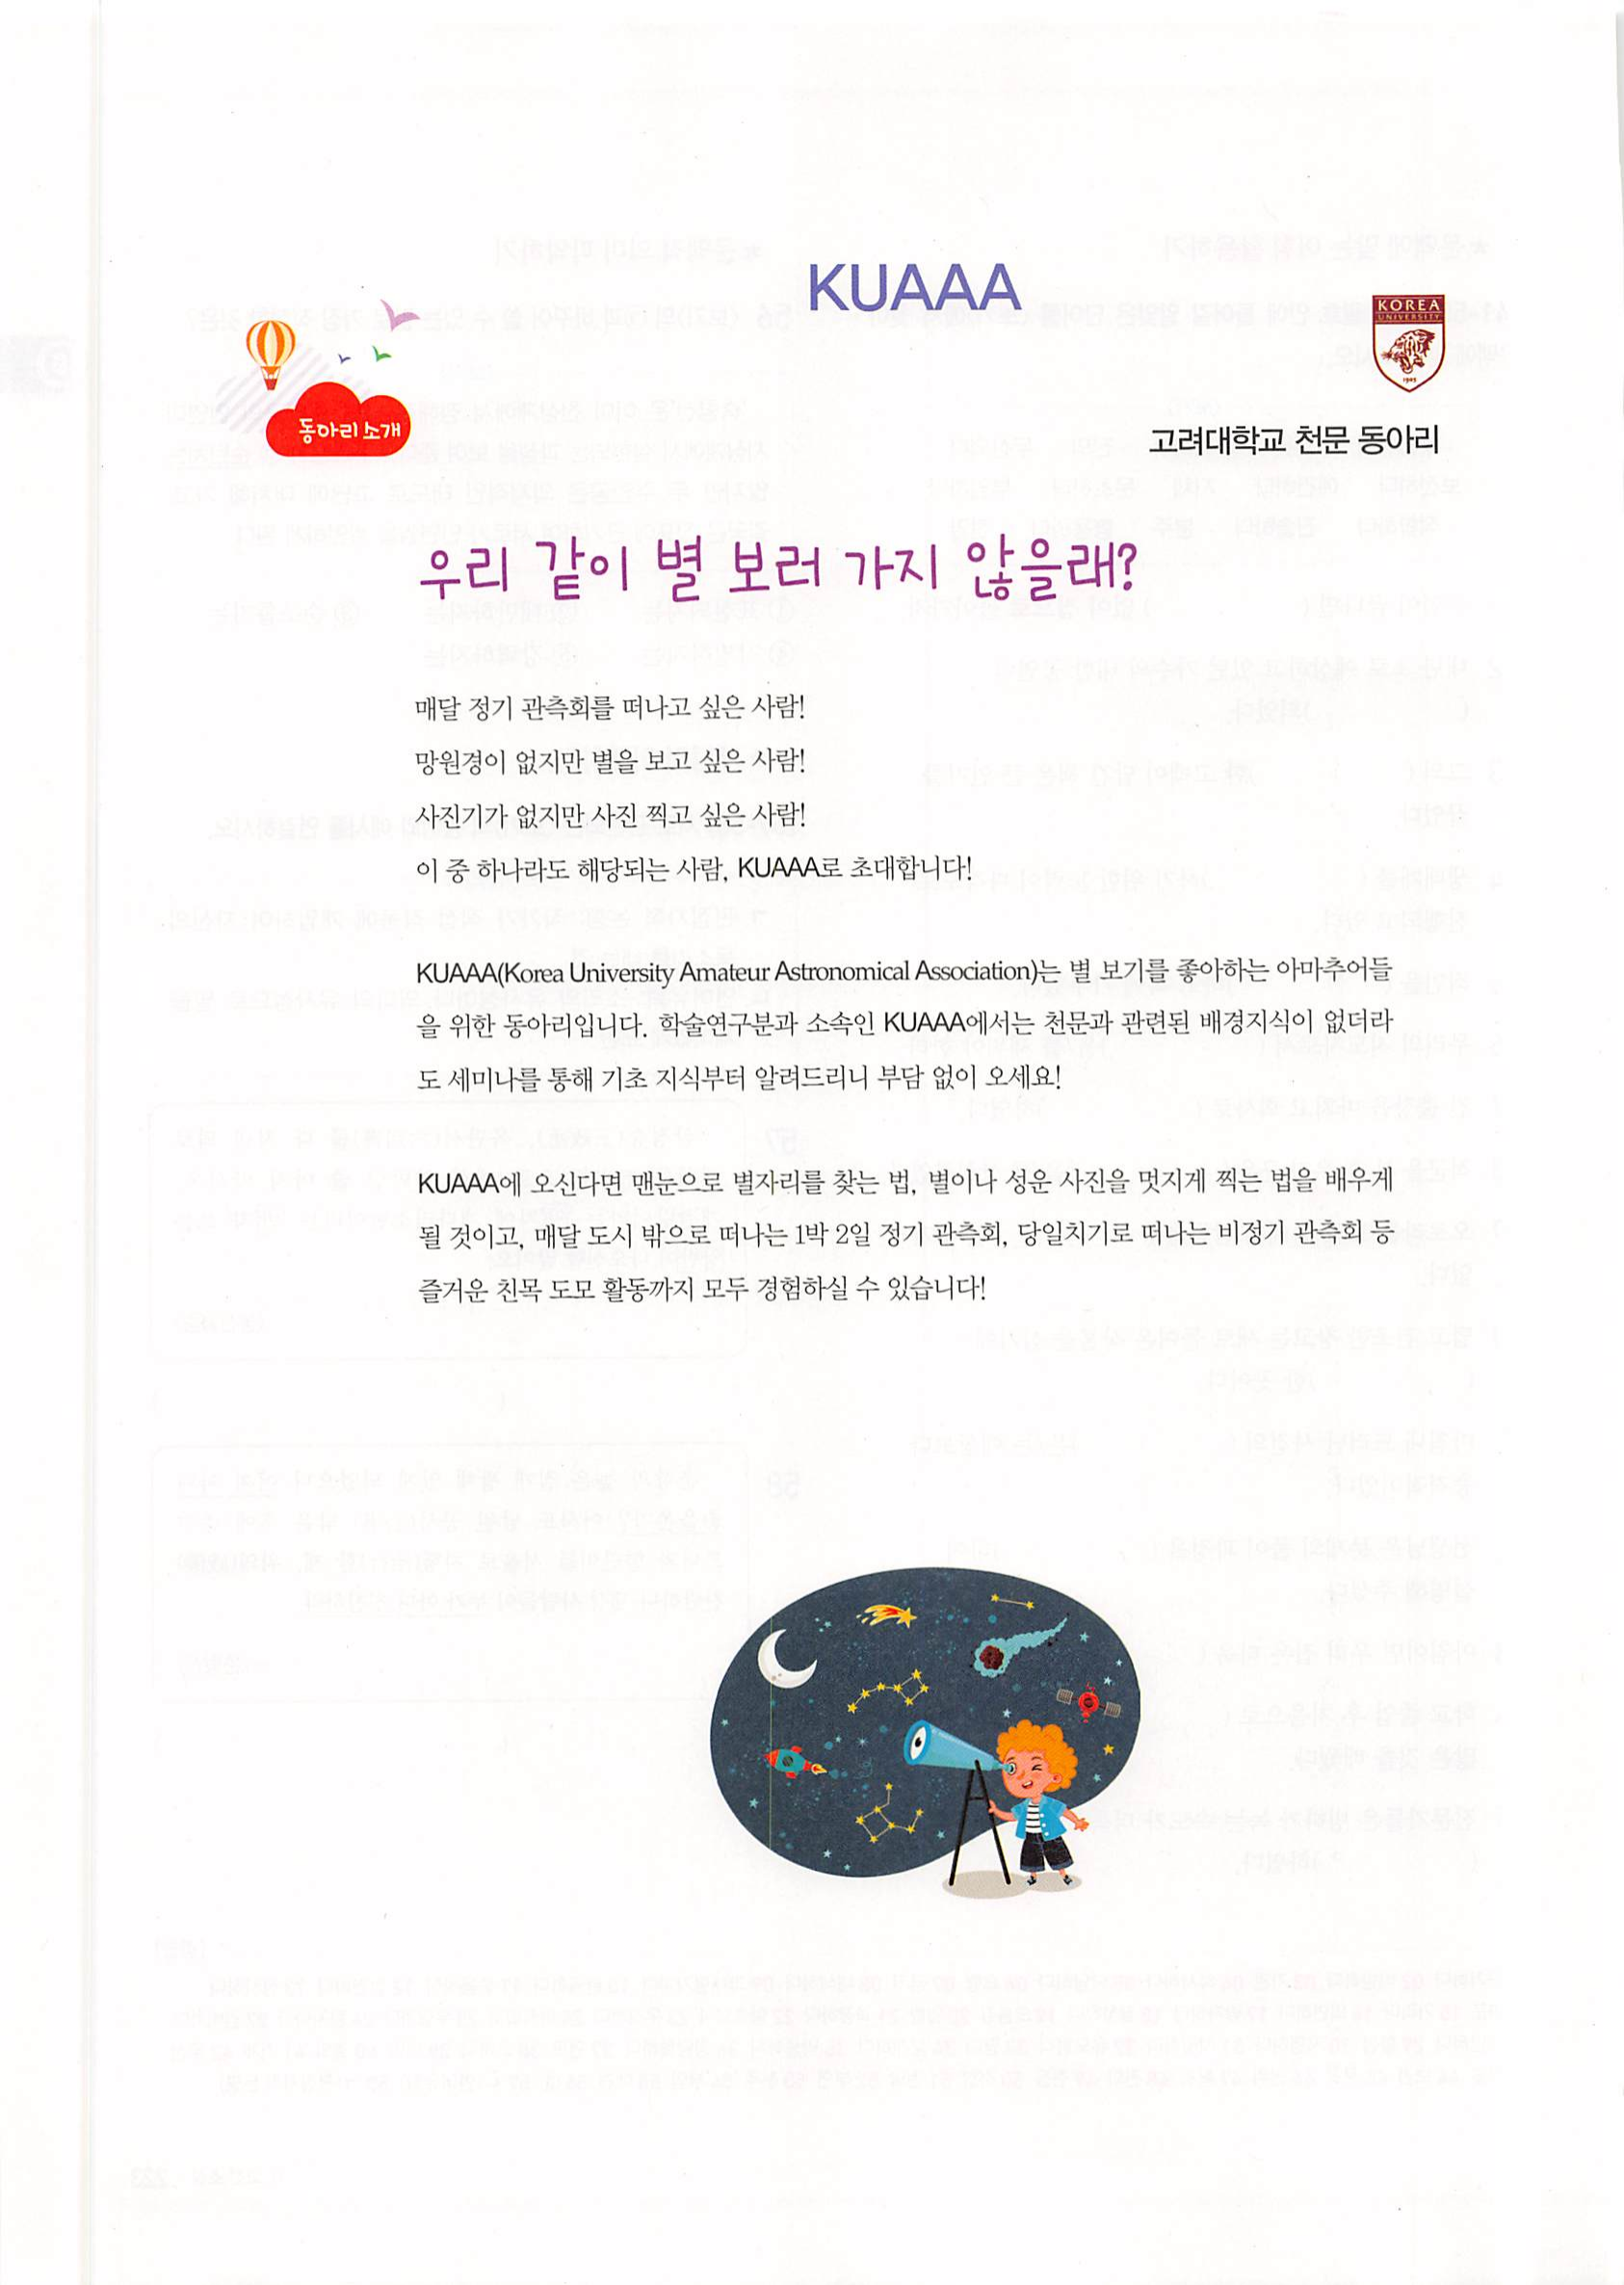 KUAAA
KOREA
UNIVERSITY
1905
동아리 소개
고려대학교 천문 동아리
우리 같이 별 보러 가지 않을래?
매달 정기 관측회를 떠나고 싶은 사람!
망원경이 없지만 별을 보고 싶은 사람!
사진기가 없지만 사진 찍고 싶은 사람!
이 중 하나라도 해당되는 사람, KUAAA로 초대합니다!
KUAAA(Korea University Amateur Astronomical Association)는 별 보기를 좋아하는 아마추어들
을 위한 동아리입니다. 학술연구분과 소속인 KUAAA에서는 천문과 관련된 배경지식이 없더라
도 세미나를 통해 기초 지식부터 알려드리니 부담 없이 오세요!
KUAAA에 오신다면 맨눈으로 별자리를 찾는 법, 별이나 성운 사진을 멋지게 찍는 법을 배우게
될 것이고, 매달 도시 밖으로 떠나는 1박 2일 정기 관측회, 당일치기로 떠나는 비정기 관측회 등
즐거운 친목 도모 활동까지 모두 경험하실 수 있습니다!